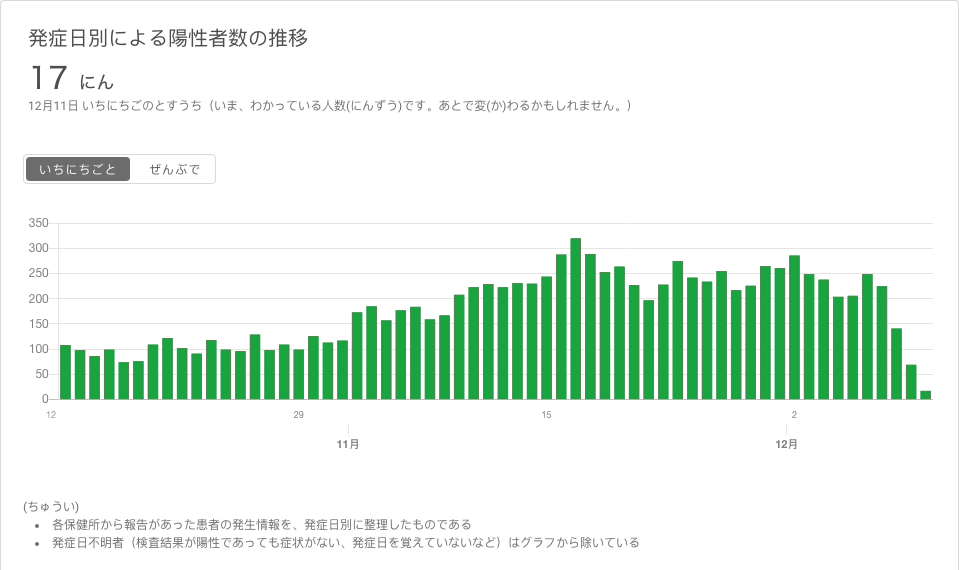 発症日別による陽性者数の推移
17 にん
12月11日 いちにちごのとすうち（いま、わかっている人数(にんずう)です。あとで変(か)わるかもしれません。）
いちにちごと ぜんぶで
350
300
250
200
150
100
50
0
12 29 15 2
11月 12月
(ちゅうい)
• 各保健所から報告があった患者の発生情報を、発症日別に整理したものである
• 発症日不明者（検査結果が陽性であっても症状がない、発症日を覚えていないなど）はグラフから除いている